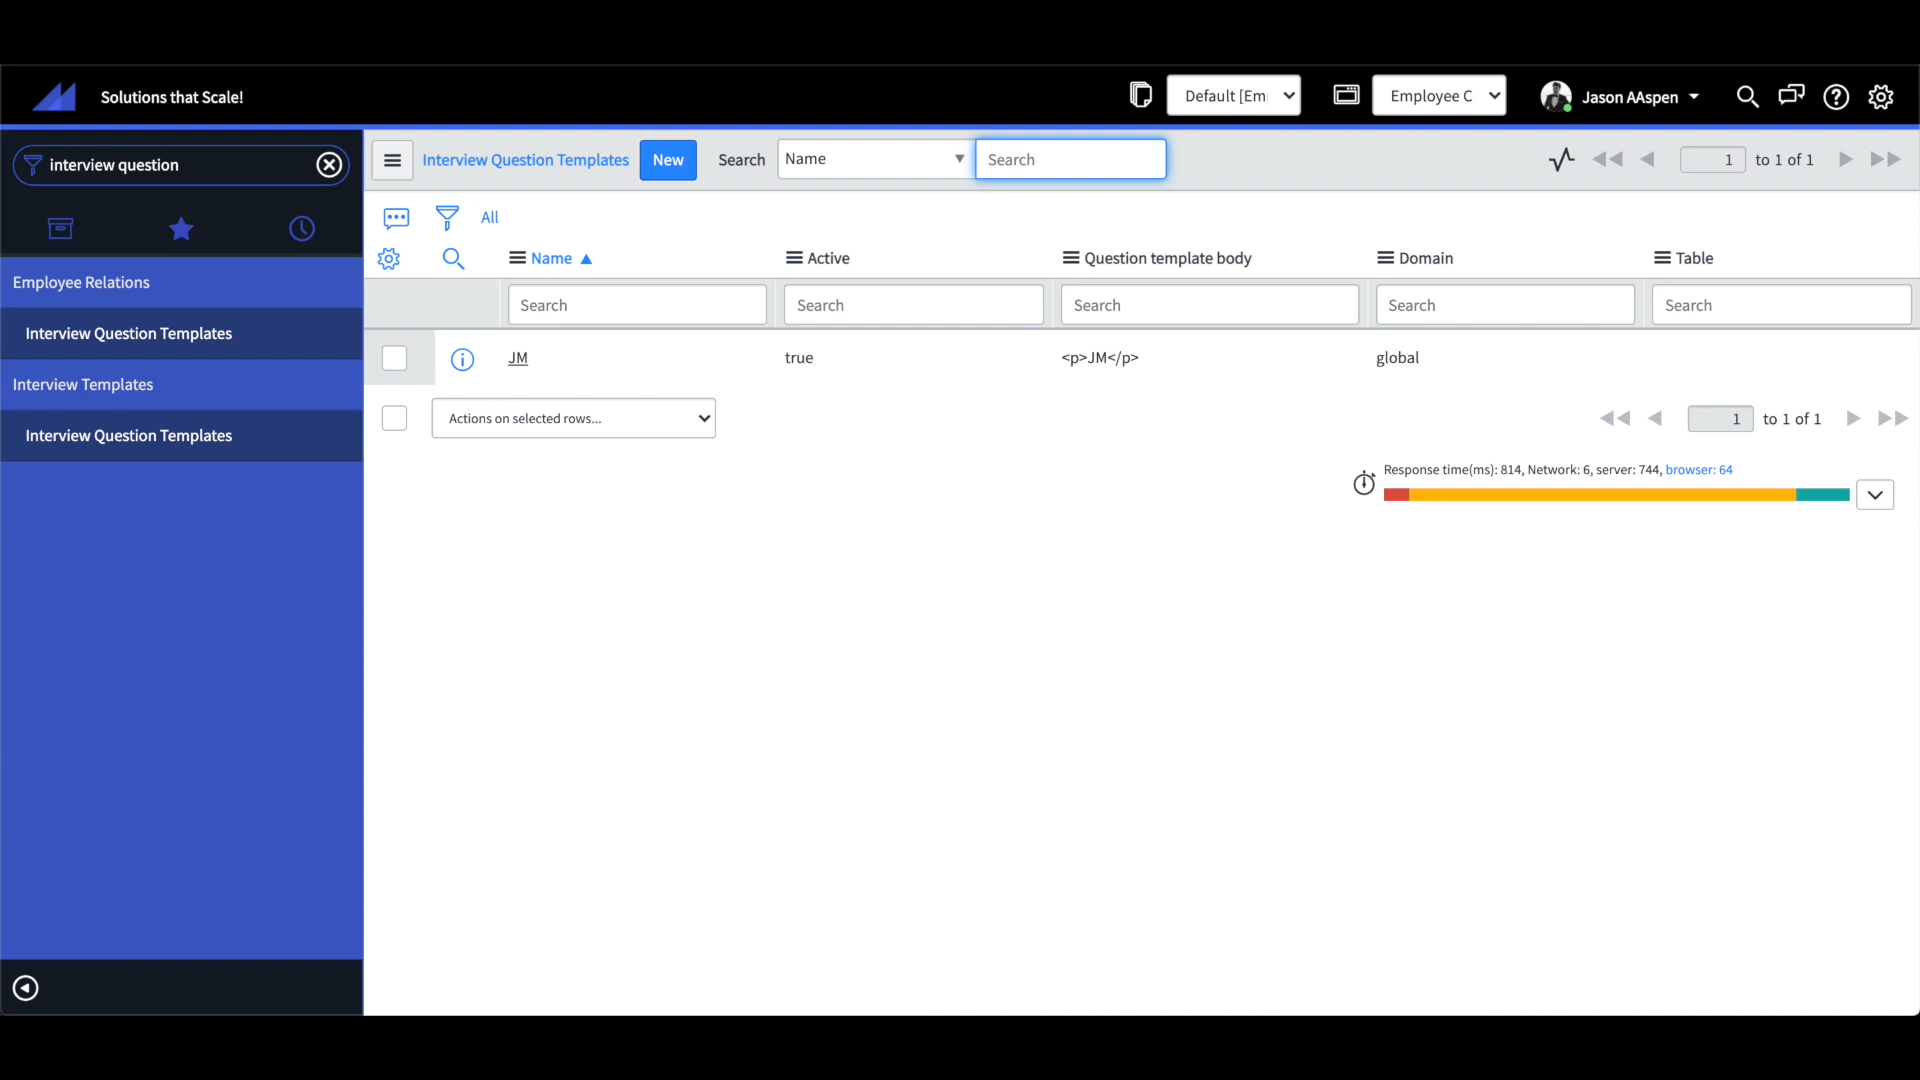 Solutions that Scale!
Default [Em
Employee C
Jason AAspen
interview question
Interview Question Templates
New
Search
Name
Search
1
to 1 of 1
All
Employee Relations
Interview Question Templates
Interview Templates
Interview Question Templates
Name
Active
Question template body
Domain
Table
Search
Search
Search
Search
Search
JM
true
<p>JM</p>
global
Actions on selected rows...
1
to 1 of 1
Response time(ms): 814, Network: 6, server: 744, browser: 64